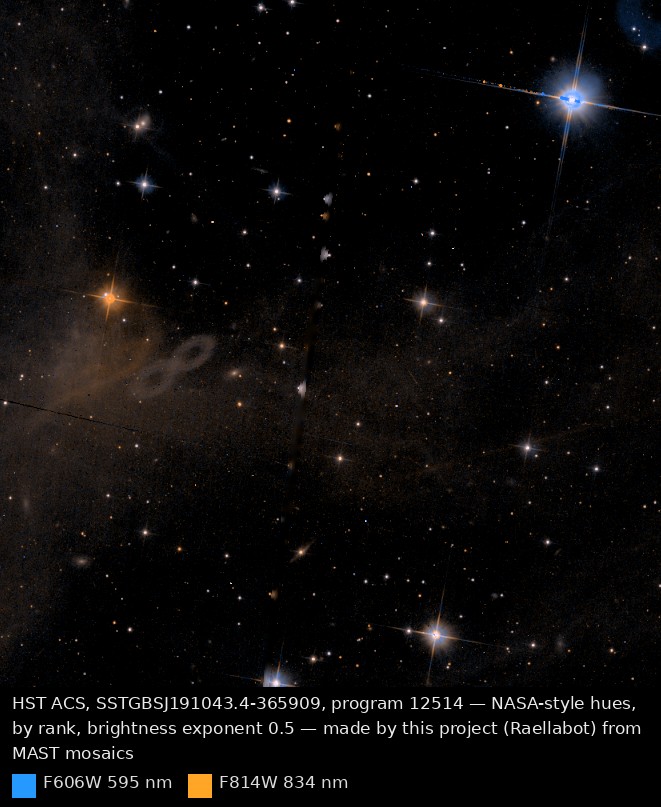 HST ACS, SSTGBSJ191043.4-365909, program 12514 — NASA-style hues,
by rank, brightness exponent 0.5 — made by this project (Raellabot) from
MAST mosaics
F606W 595 nm F814W 834 nm